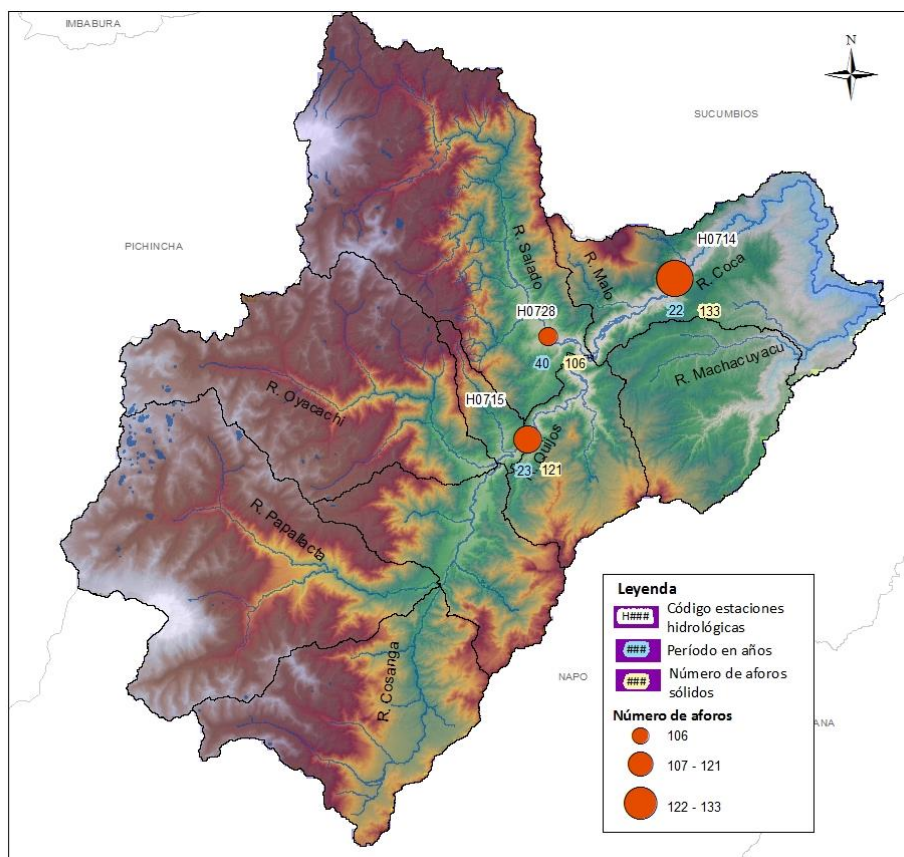 IMBABURA
N
SUCUMBIOS
PICHINCHA
H0714
R. Salado
R. Malo
R. Coca
22
133
H0728
40
106
R. Machacuyacu
R. Oyacachi
H0715
Quijos
23
121
R. Papallacta
R. Cosanga
NAPO
ANA
Leyenda
H### Código estaciones
hidrológicas
### Período en años
### Número de aforos
sólidos
Número de aforos
106
107 - 121
122 - 133